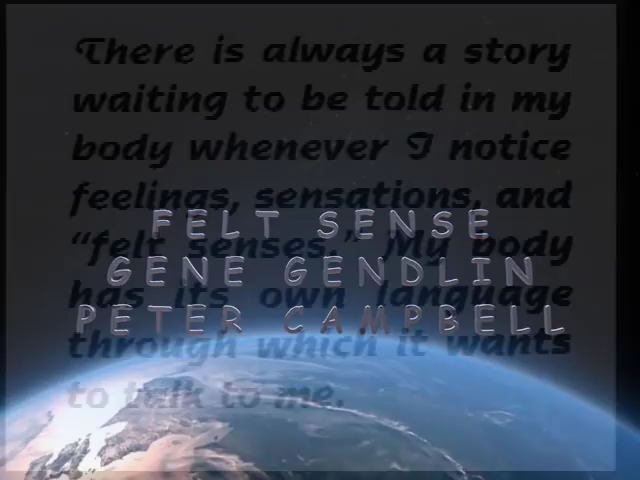 There is always a story
waiting to be told in my
body whenever I notice
feelings, sensations, and
"felt senses." My body
has its own language
through which it wants
to talk to me.
FELT SENSE
GENE GENDLIN
PETER CAMPBELL